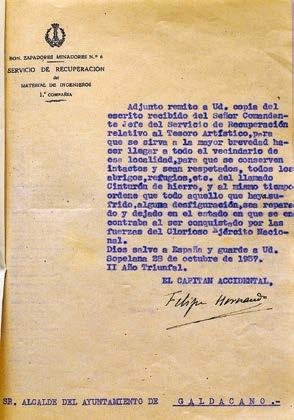 BON. ZAPADORES MINADORES N.º 6
SERVICIO DE RECUPERACIÓN
del
MATERIAL DE INGENIEROS
1.ª COMPAÑIA
Adjunto remito a Ud. copia del
escrito recibido del Señor Comandan-
te Jefe del Servicio de Recuperación
relativo al Tesoro Artístico, para
que se sirva a la mayor brevedad ha-
cer llegar a todo el vecindario de
esa localidad, para que se conserven
intactos y sean respetados, todos los
abrigos, refugios, etc. del llamado
Cinturón de hierro, y al mismo tiempo
ordene que todo aquello que haya su-
frido, alguna desfiguración, sea repara-
do y dejado en el estado en que se en-
contraba al ser conquistado por las
fuerzas del Glorioso Ejército Nacio-
nal.
Dios salve a España y guarde a Ud.
Sopelana 28 de octubre de 1937.
II Año Triunfal.
EL CAPITAN ACCIDENTAL,
Felipe Hernando
SR. ALCALDE DEL AYUNTAMIENTO DE GALDACANO.-